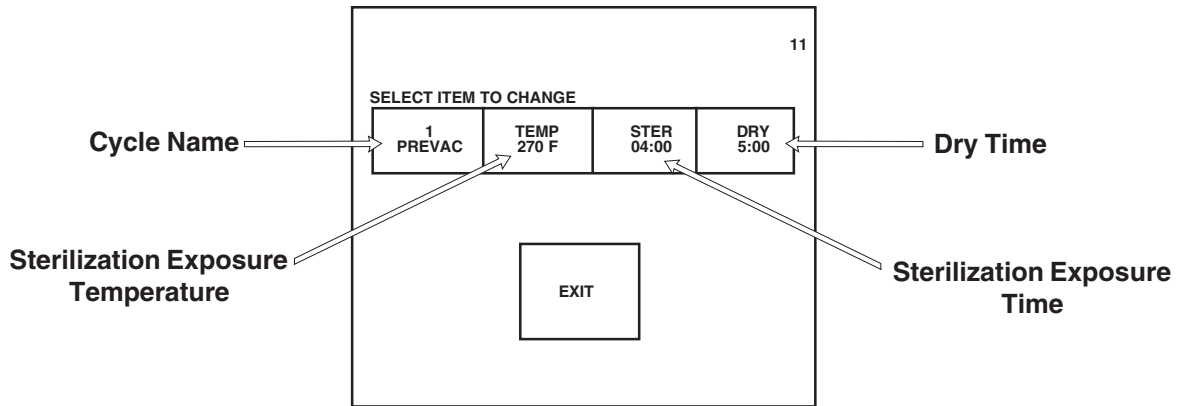 11
SELECT ITEM TO CHANGE
1
PREVAC
TEMP
270 F
STER
04:00
DRY
5:00
Cycle Name
Dry Time
Sterilization Exposure
Temperature
Sterilization Exposure
Time
EXIT